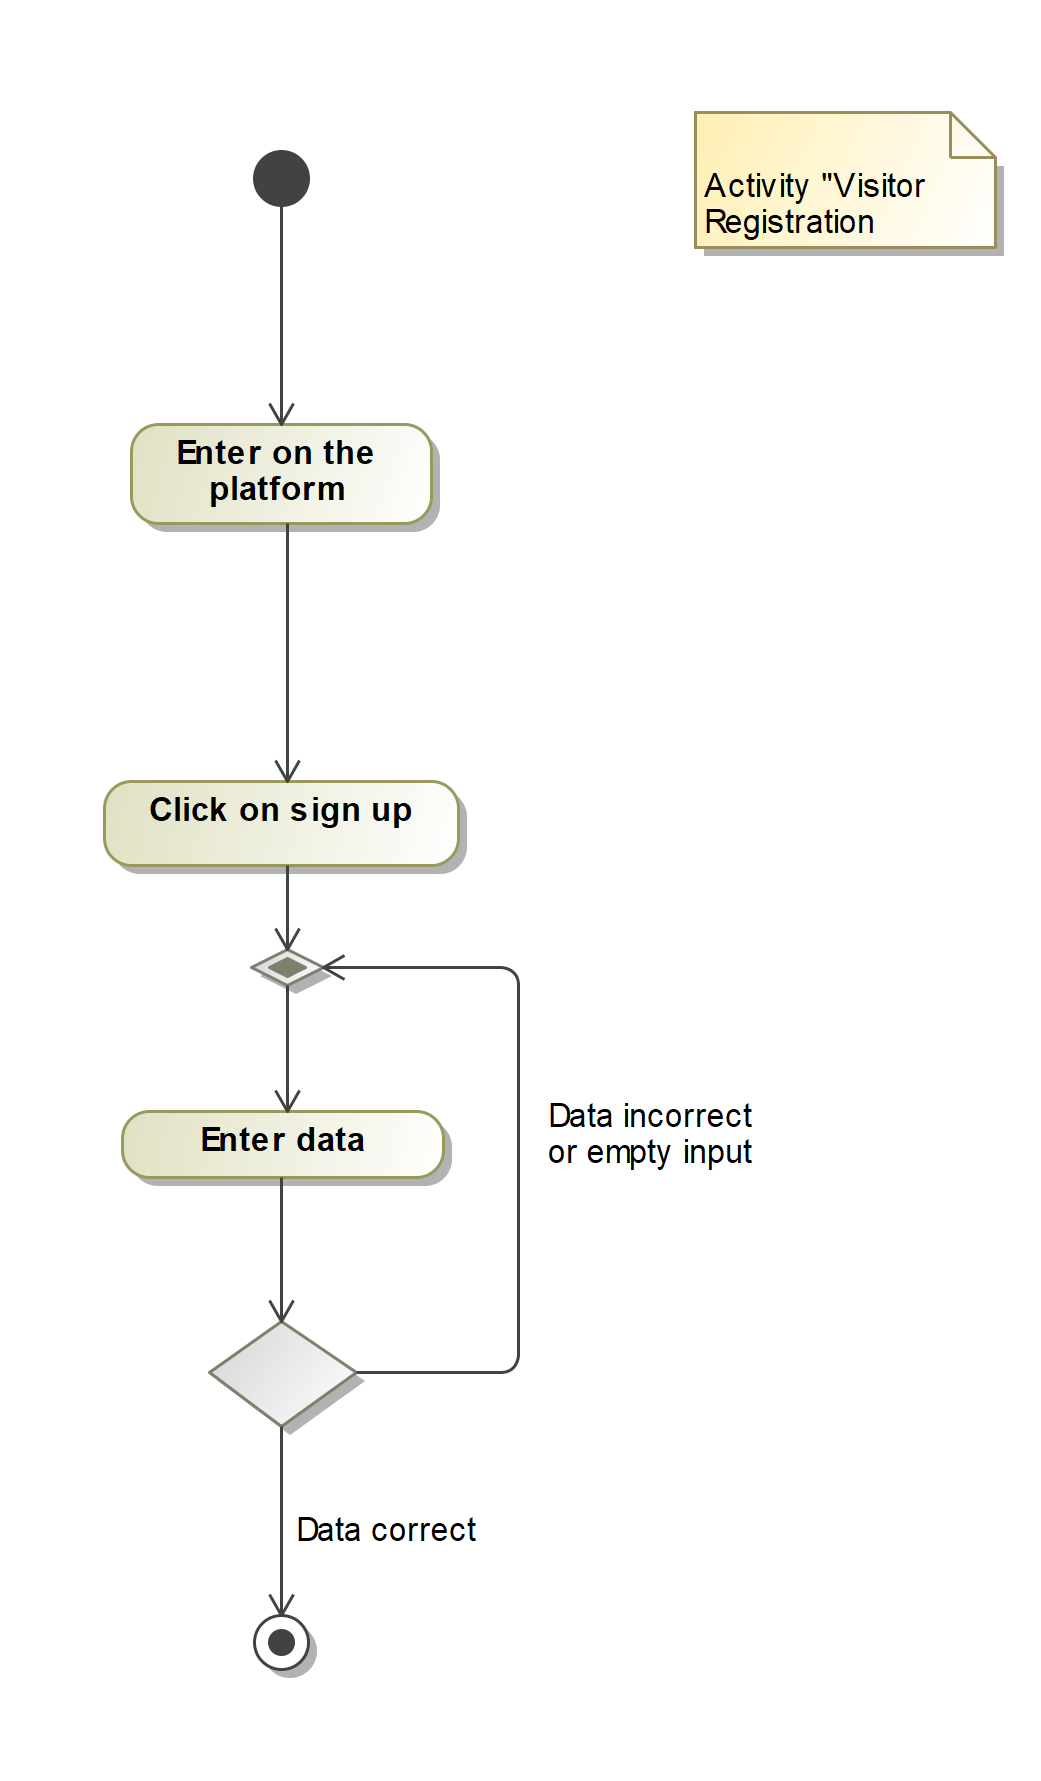 Activity "Visitor
Registration
Enter on the
platform
Click on sign up
Enter data
Data incorrect
or empty input
Data correct